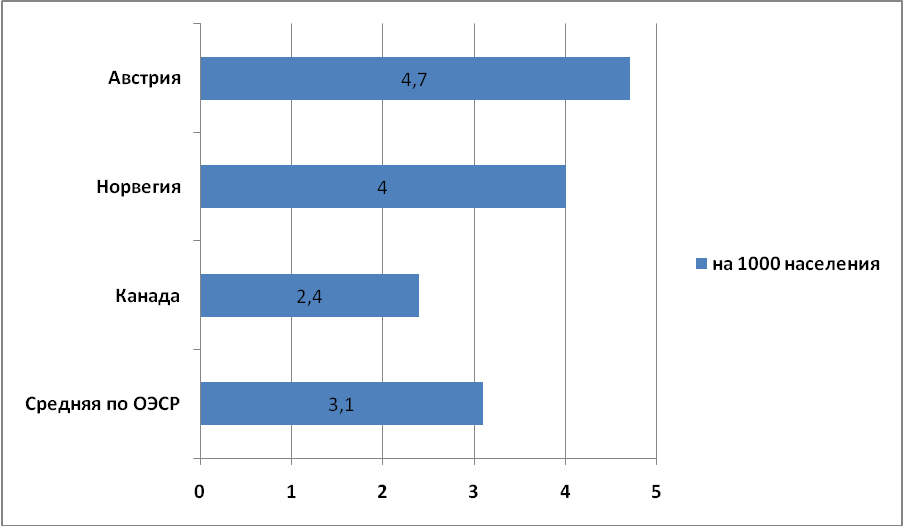 Австрия
4,7
Норвегия
4
на 1000 населения
Канада
2,4
Средняя по ОЭСР
3,1
0 1 2 3 4 5